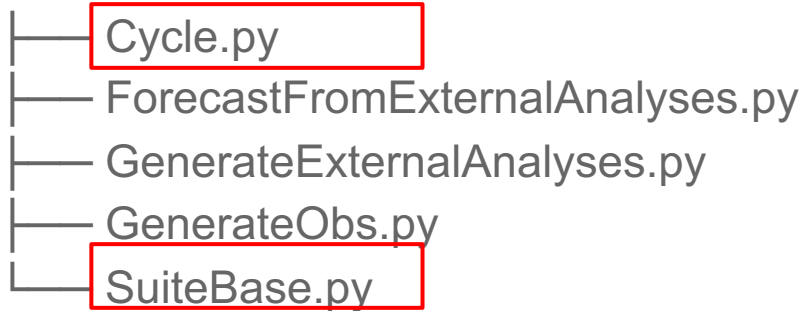 ├── Cycle.py
├── ForecastFromExternalAnalyses.py
├── GenerateExternalAnalyses.py
├── GenerateObs.py
└── SuiteBase.py